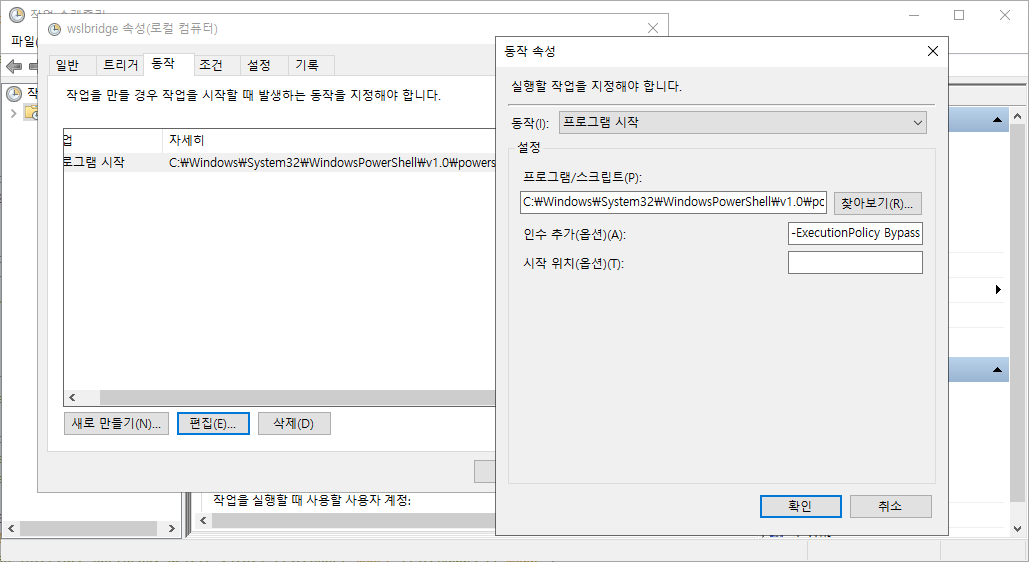 파일(
wslbridge 속성(로컬 컴퓨터)
일반
트리거
동작
조건
설정
기록
작업을 만들 경우 작업을 시작할 때 발생하는 동작을 지정해야 합니다.
업
자세히
로그램 시작
C:₩Windows₩System32₩WindowsPowerShell₩v1.0₩powers
새로 만들기(N)...
편집(E)...
삭제(D)
작업을 실행할 때 사용할 사용자 계정:
동작 속성
실행할 작업을 지정해야 합니다.
동작(I):
프로그램 시작
설정
프로그램/스크립트(P):
C:₩Windows₩System32₩WindowsPowerShell₩v1.0₩pc
찾아보기(R)...
인수 추가(옵션)(A):
-ExecutionPolicy Bypass
시작 위치(옵션)(T):
확인
취소